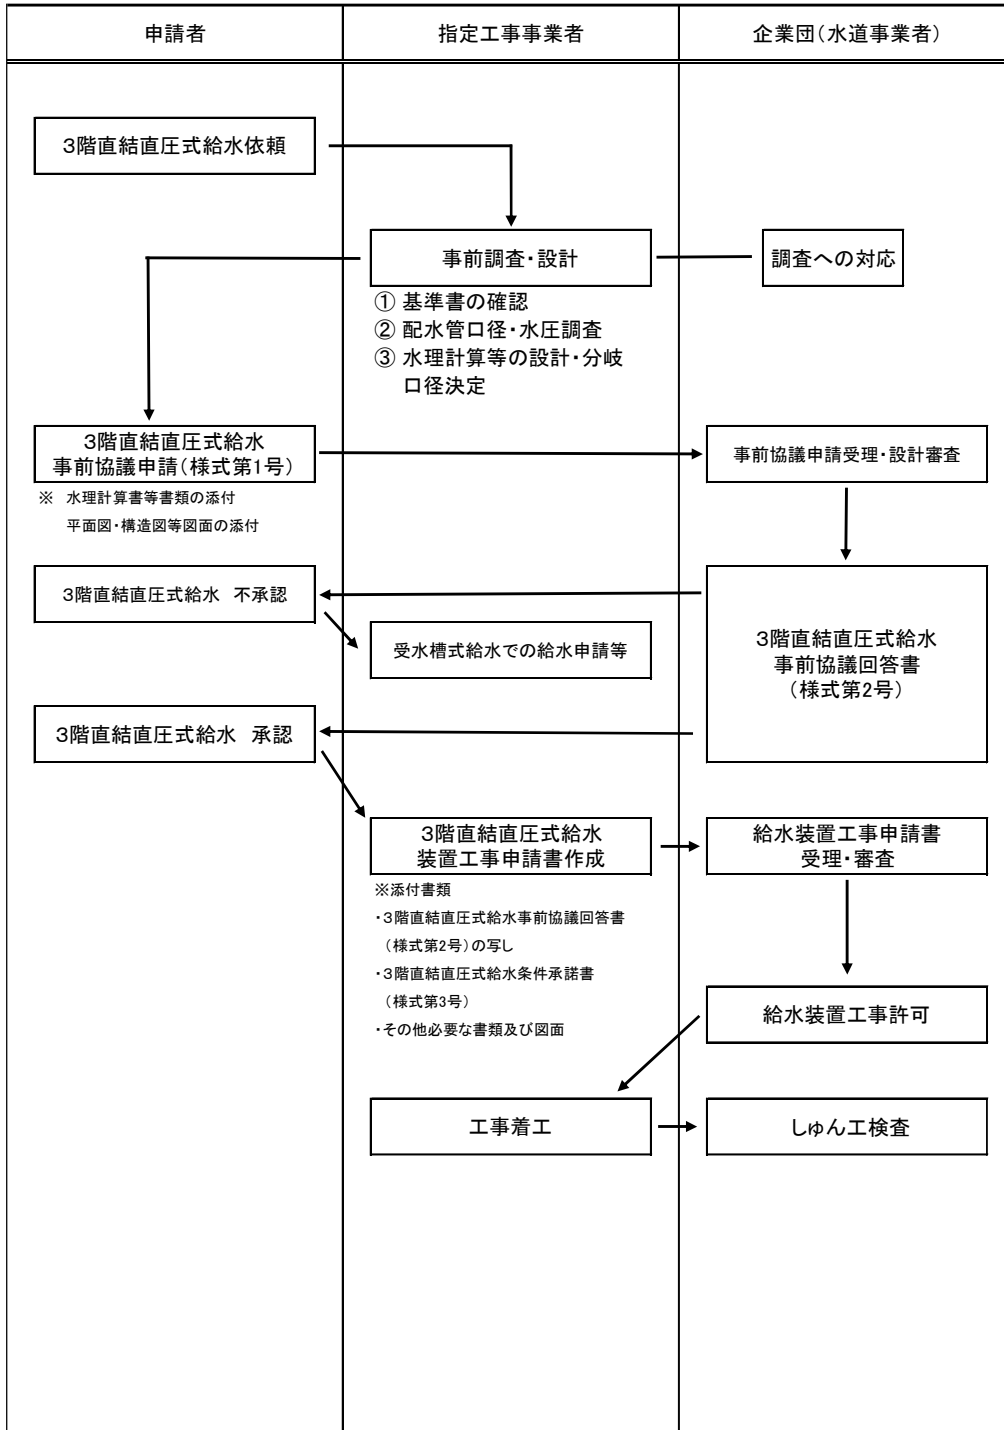 申請者
指定工事事業者
企業団（水道事業者）
３階直結直圧式給水依頼
事前調査・設計
調査への対応
① 基準書の確認
② 配水管口径・水圧調査
③ 水理計算等の設計・分岐
口径決定
３階直結直圧式給水
事前協議申請（様式第1号）
事前協議申請受理・設計審査
※　水理計算書等書類の添付
平面図・構造図等図面の添付
３階直結直圧式給水　不承認
受水槽式給水での給水申請等
３階直結直圧式給水
事前協議回答書
（様式第2号）
３階直結直圧式給水　承認
３階直結直圧式給水
装置工事申請書作成
給水装置工事申請書
受理・審査
※添付書類
・３階直結直圧式給水事前協議回答書
（様式第2号）の写し
・３階直結直圧式給水条件承諾書
（様式第3号）
・その他必要な書類及び図面
給水装置工事許可
工事着工
しゅん工検査